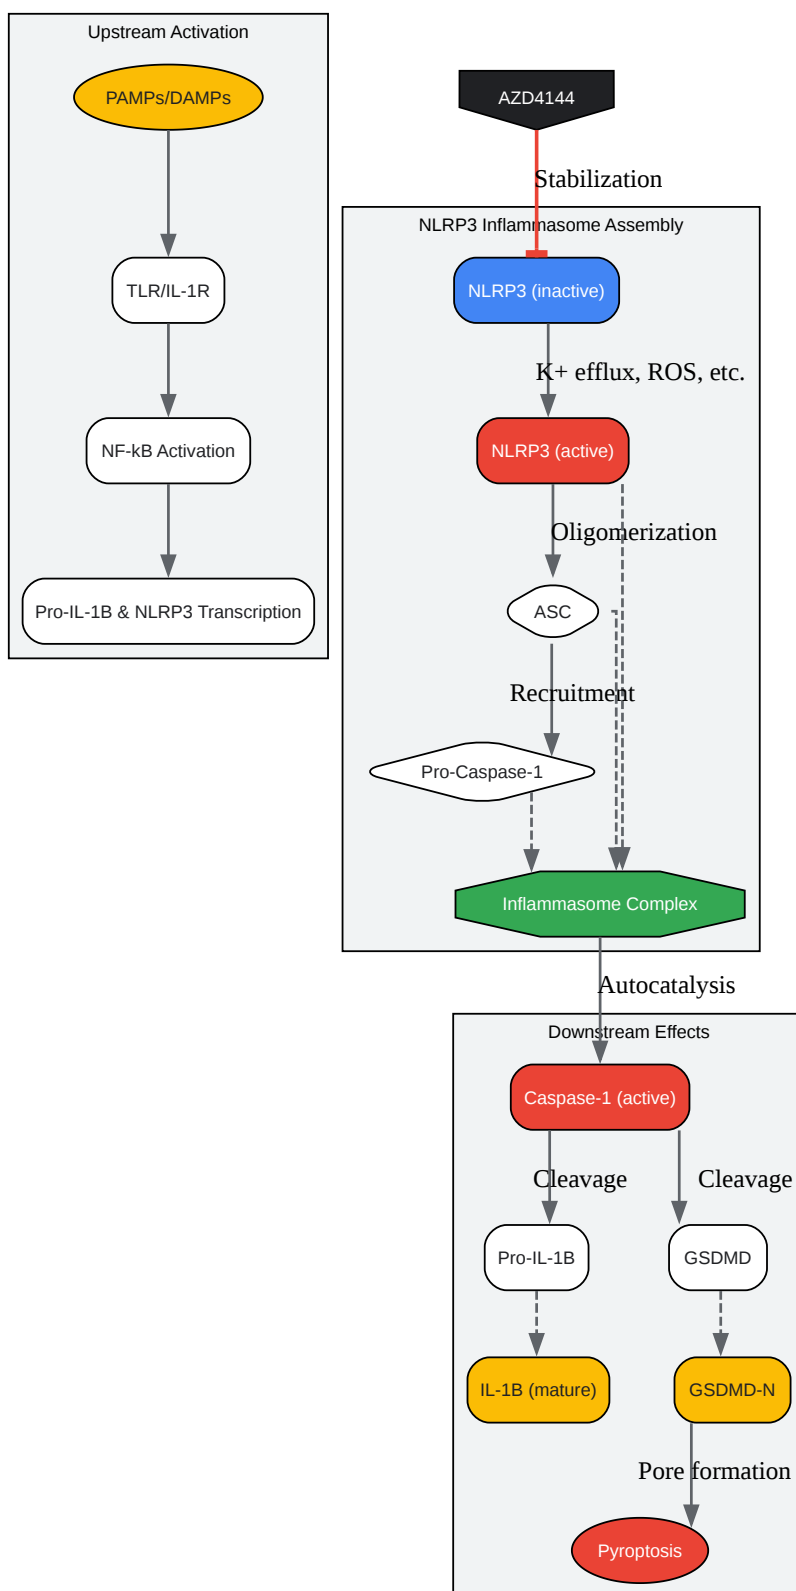 Upstream Activation
PAMPs/DAMPs
TLR/IL-1R
NF-kB Activation
Pro-IL-1B & NLRP3 Transcription
AZD4144
Stabilization
NLRP3 Inflammasome Assembly
NLRP3 (inactive)
K+ efflux, ROS, etc.
NLRP3 (active)
Oligomerization
ASC
Recruitment
Pro-Caspase-1
Inflammasome Complex
Autocatalysis
Downstream Effects
Caspase-1 (active)
Cleavage
Cleavage
Pro-IL-1B
GSDMD
IL-1B (mature)
GSDMD-N
Pore formation
Pyroptosis